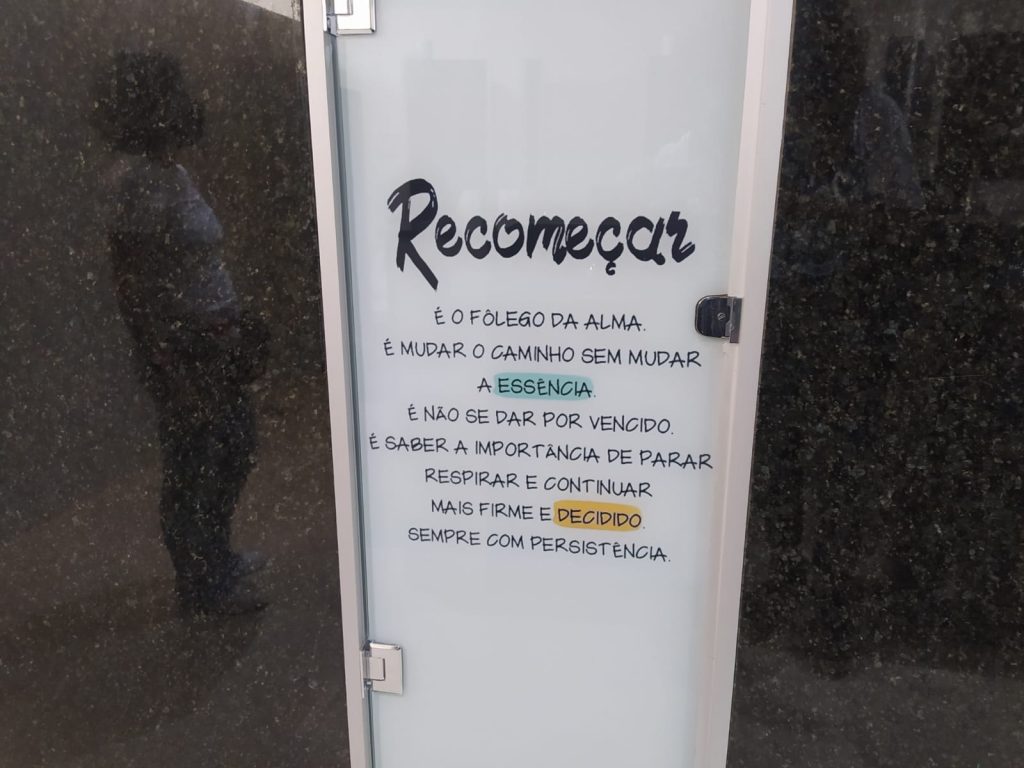 Recomeçar
É O FÔLEGO DA ALMA.
É MUDAR O CAMINHO SEM MUDAR
A ESSÊNCIA.
É NÃO SE DAR POR VENCIDO.
É SABER A IMPORTÂNCIA DE PARAR
RESPIRAR E CONTINUAR
MAIS FIRME E DECIDIDO.
SEMPRE COM PERSISTÊNCIA.